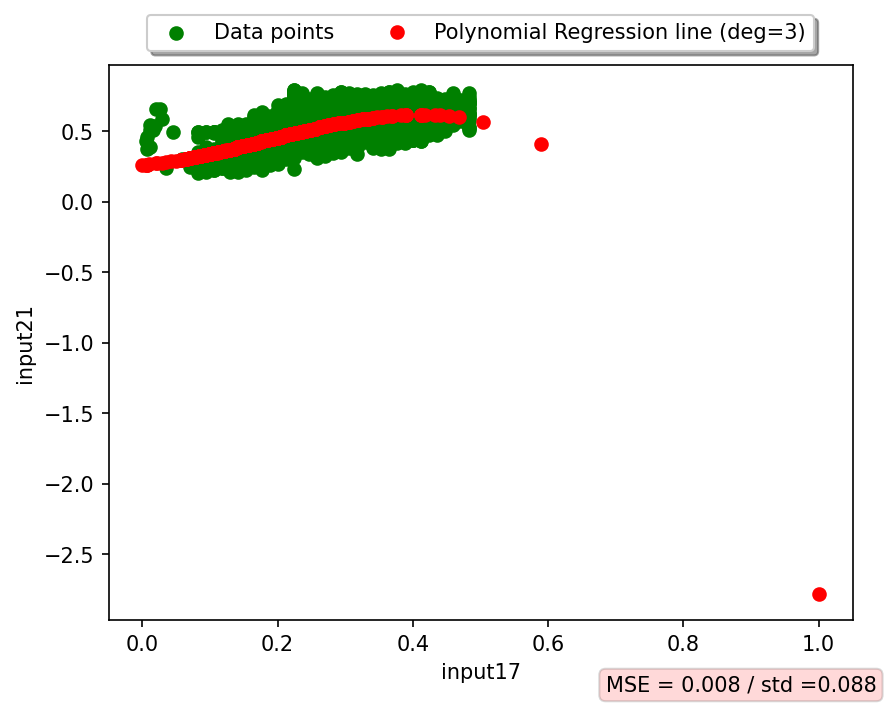 Data points
Polynomial Regression line (deg=3)
0.5
0.0
−0.5
−1.0
−1.5
−2.0
−2.5
input21
0.0 0.2 0.4 0.6 0.8 1.0
input17
MSE = 0.008 / std =0.088